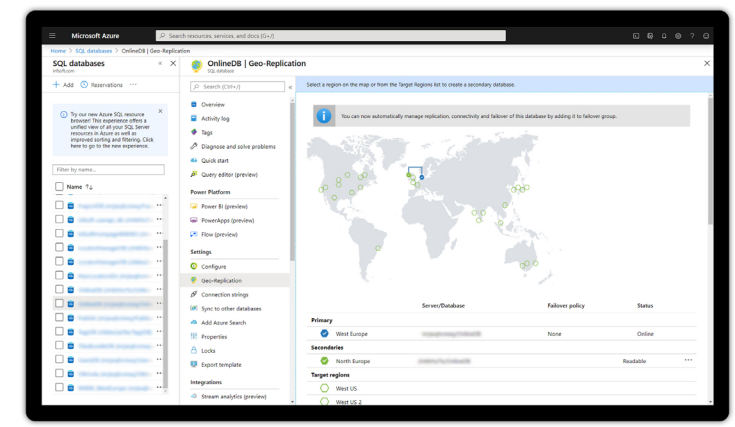 Microsoft Azure
Search resources, services, and docs (G+/)
Home > SQL databases > OnlineDB | Geo-Replication
SQL databases
OnlineDB | Geo-Replication
SQL database
+ Add
Reservations
Try our new Azure SQL resource
browser! This experience offers a
unified view of all your SQL Server
resources in Azure as well as
improved sorting and filtering. Click
here to go to the new experience.
Filter by name...
Name ↑↓
Search (Ctrl+/)
Overview
Activity log
Tags
Diagnose and solve problems
Quick start
Query editor (preview)
Power Platform
Power BI (preview)
PowerApps (preview)
Flow (preview)
Settings
Configure
Geo-Replication
Connection strings
Sync to other databases
Add Azure Search
Properties
Locks
Export template
Integrations
Stream analytics (preview)
Select a region on the map or from the Target Regions list to create a secondary database.
You can now automatically manage replication, connectivity and failover of this database by adding it to failover group.
Server/Database Failover policy Status
Primary
West Europe None Online
Secondaries
North Europe Readable
Target regions
West US
West US 2